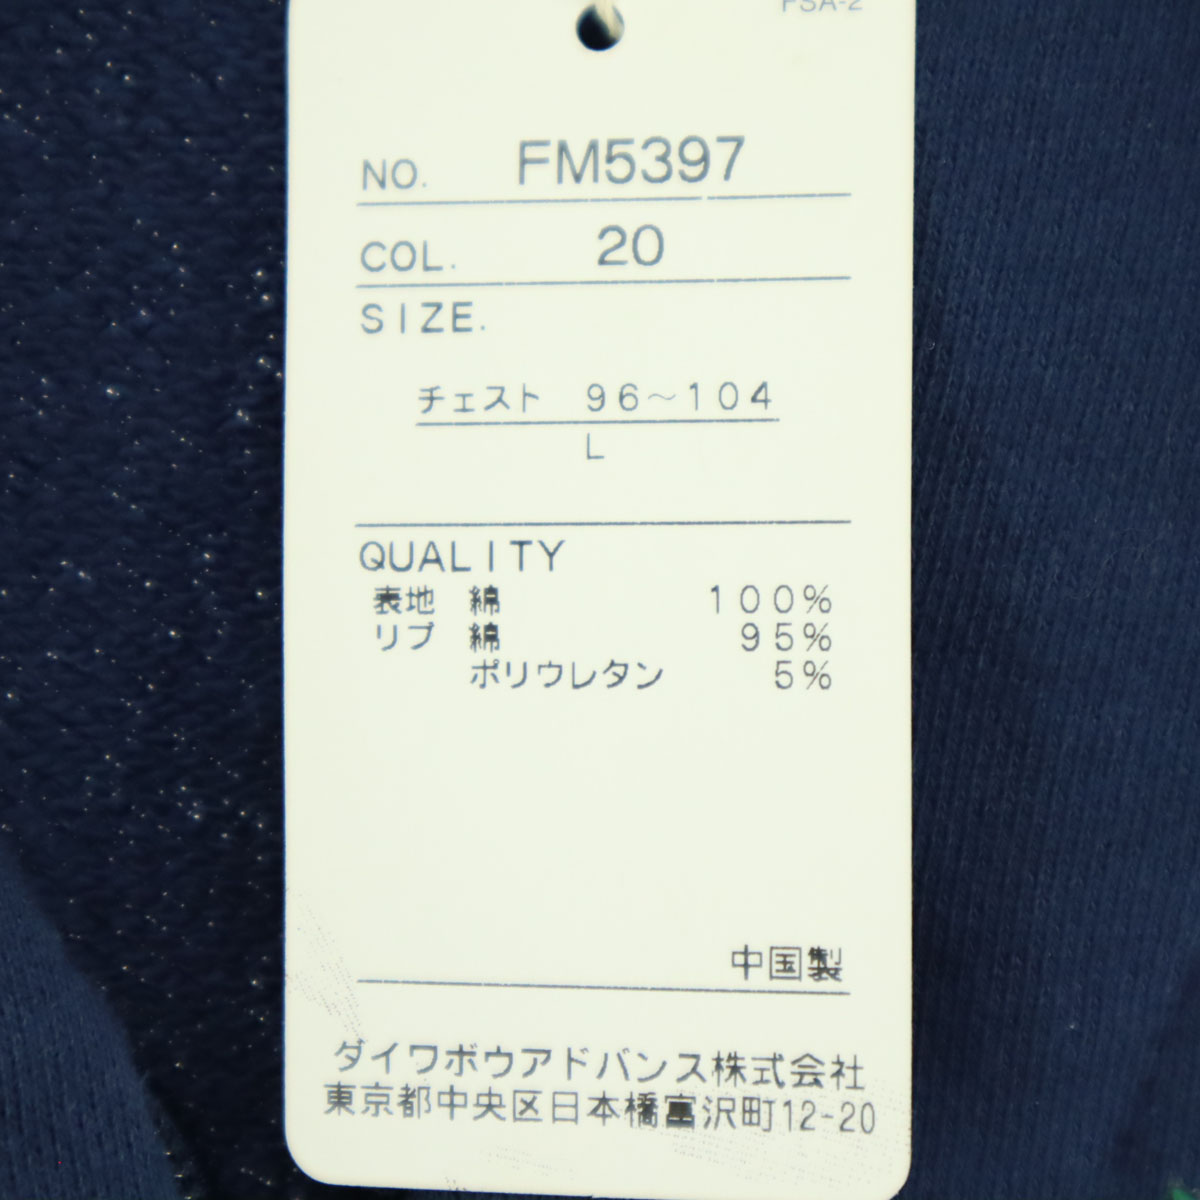 FSA-2
NO. FM5397
COL. 20
SIZE.
チェスト 96～104
L
QUALITY
表地 綿 100%
リブ 綿 95%
ポリウレタン 5%
中国製
ダイワボウアドバンス株式会社
東京都中央区日本橋富沢町12-20